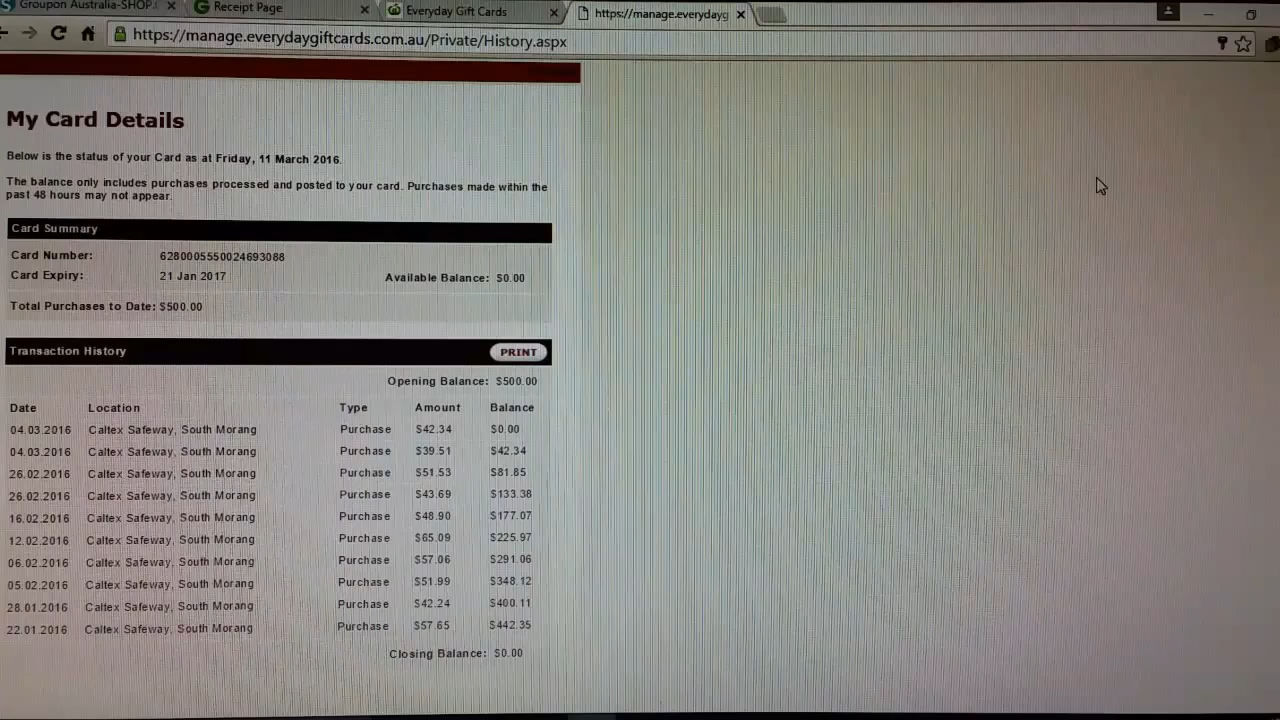 Groupon Australia-SHOP
Receipt Page
Everyday Gift Cards
https://manage.everydayg
https://manage.everydaygiftcards.com.au/Private/History.aspx
My Card Details
Below is the status of your Card as at Friday, 11 March 2016.
The balance only includes purchases processed and posted to your card. Purchases made within the
past 48 hours may not appear.
Card Summary
Card Number: 6280005550024693088
Card Expiry: 21 Jan 2017 Available Balance: $0.00
Total Purchases to Date: $500.00
Transaction History PRINT
Opening Balance: $500.00
Date Location Type Amount Balance
04.03.2016 Caltex Safeway, South Morang Purchase $42.34 $0.00
04.03.2016 Caltex Safeway, South Morang Purchase $39.51 $42.34
26.02.2016 Caltex Safeway, South Morang Purchase $51.53 $81.85
26.02.2016 Caltex Safeway, South Morang Purchase $43.69 $133.38
16.02.2016 Caltex Safeway, South Morang Purchase $48.90 $177.07
12.02.2016 Caltex Safeway, South Morang Purchase $65.09 $225.97
06.02.2016 Caltex Safeway, South Morang Purchase $57.06 $291.06
05.02.2016 Caltex Safeway, South Morang Purchase $51.99 $348.12
28.01.2016 Caltex Safeway, South Morang Purchase $42.24 $400.11
22.01.2016 Caltex Safeway, South Morang Purchase $57.65 $442.35
Closing Balance: $0.00